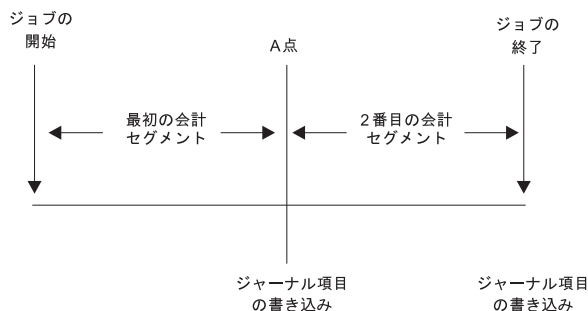 ジョブの
開始
A点
ジョブの
終了
最初の会計
セグメント
2番目の会計
セグメント
ジャーナル項目
の書き込み
ジャーナル項目
の書き込み